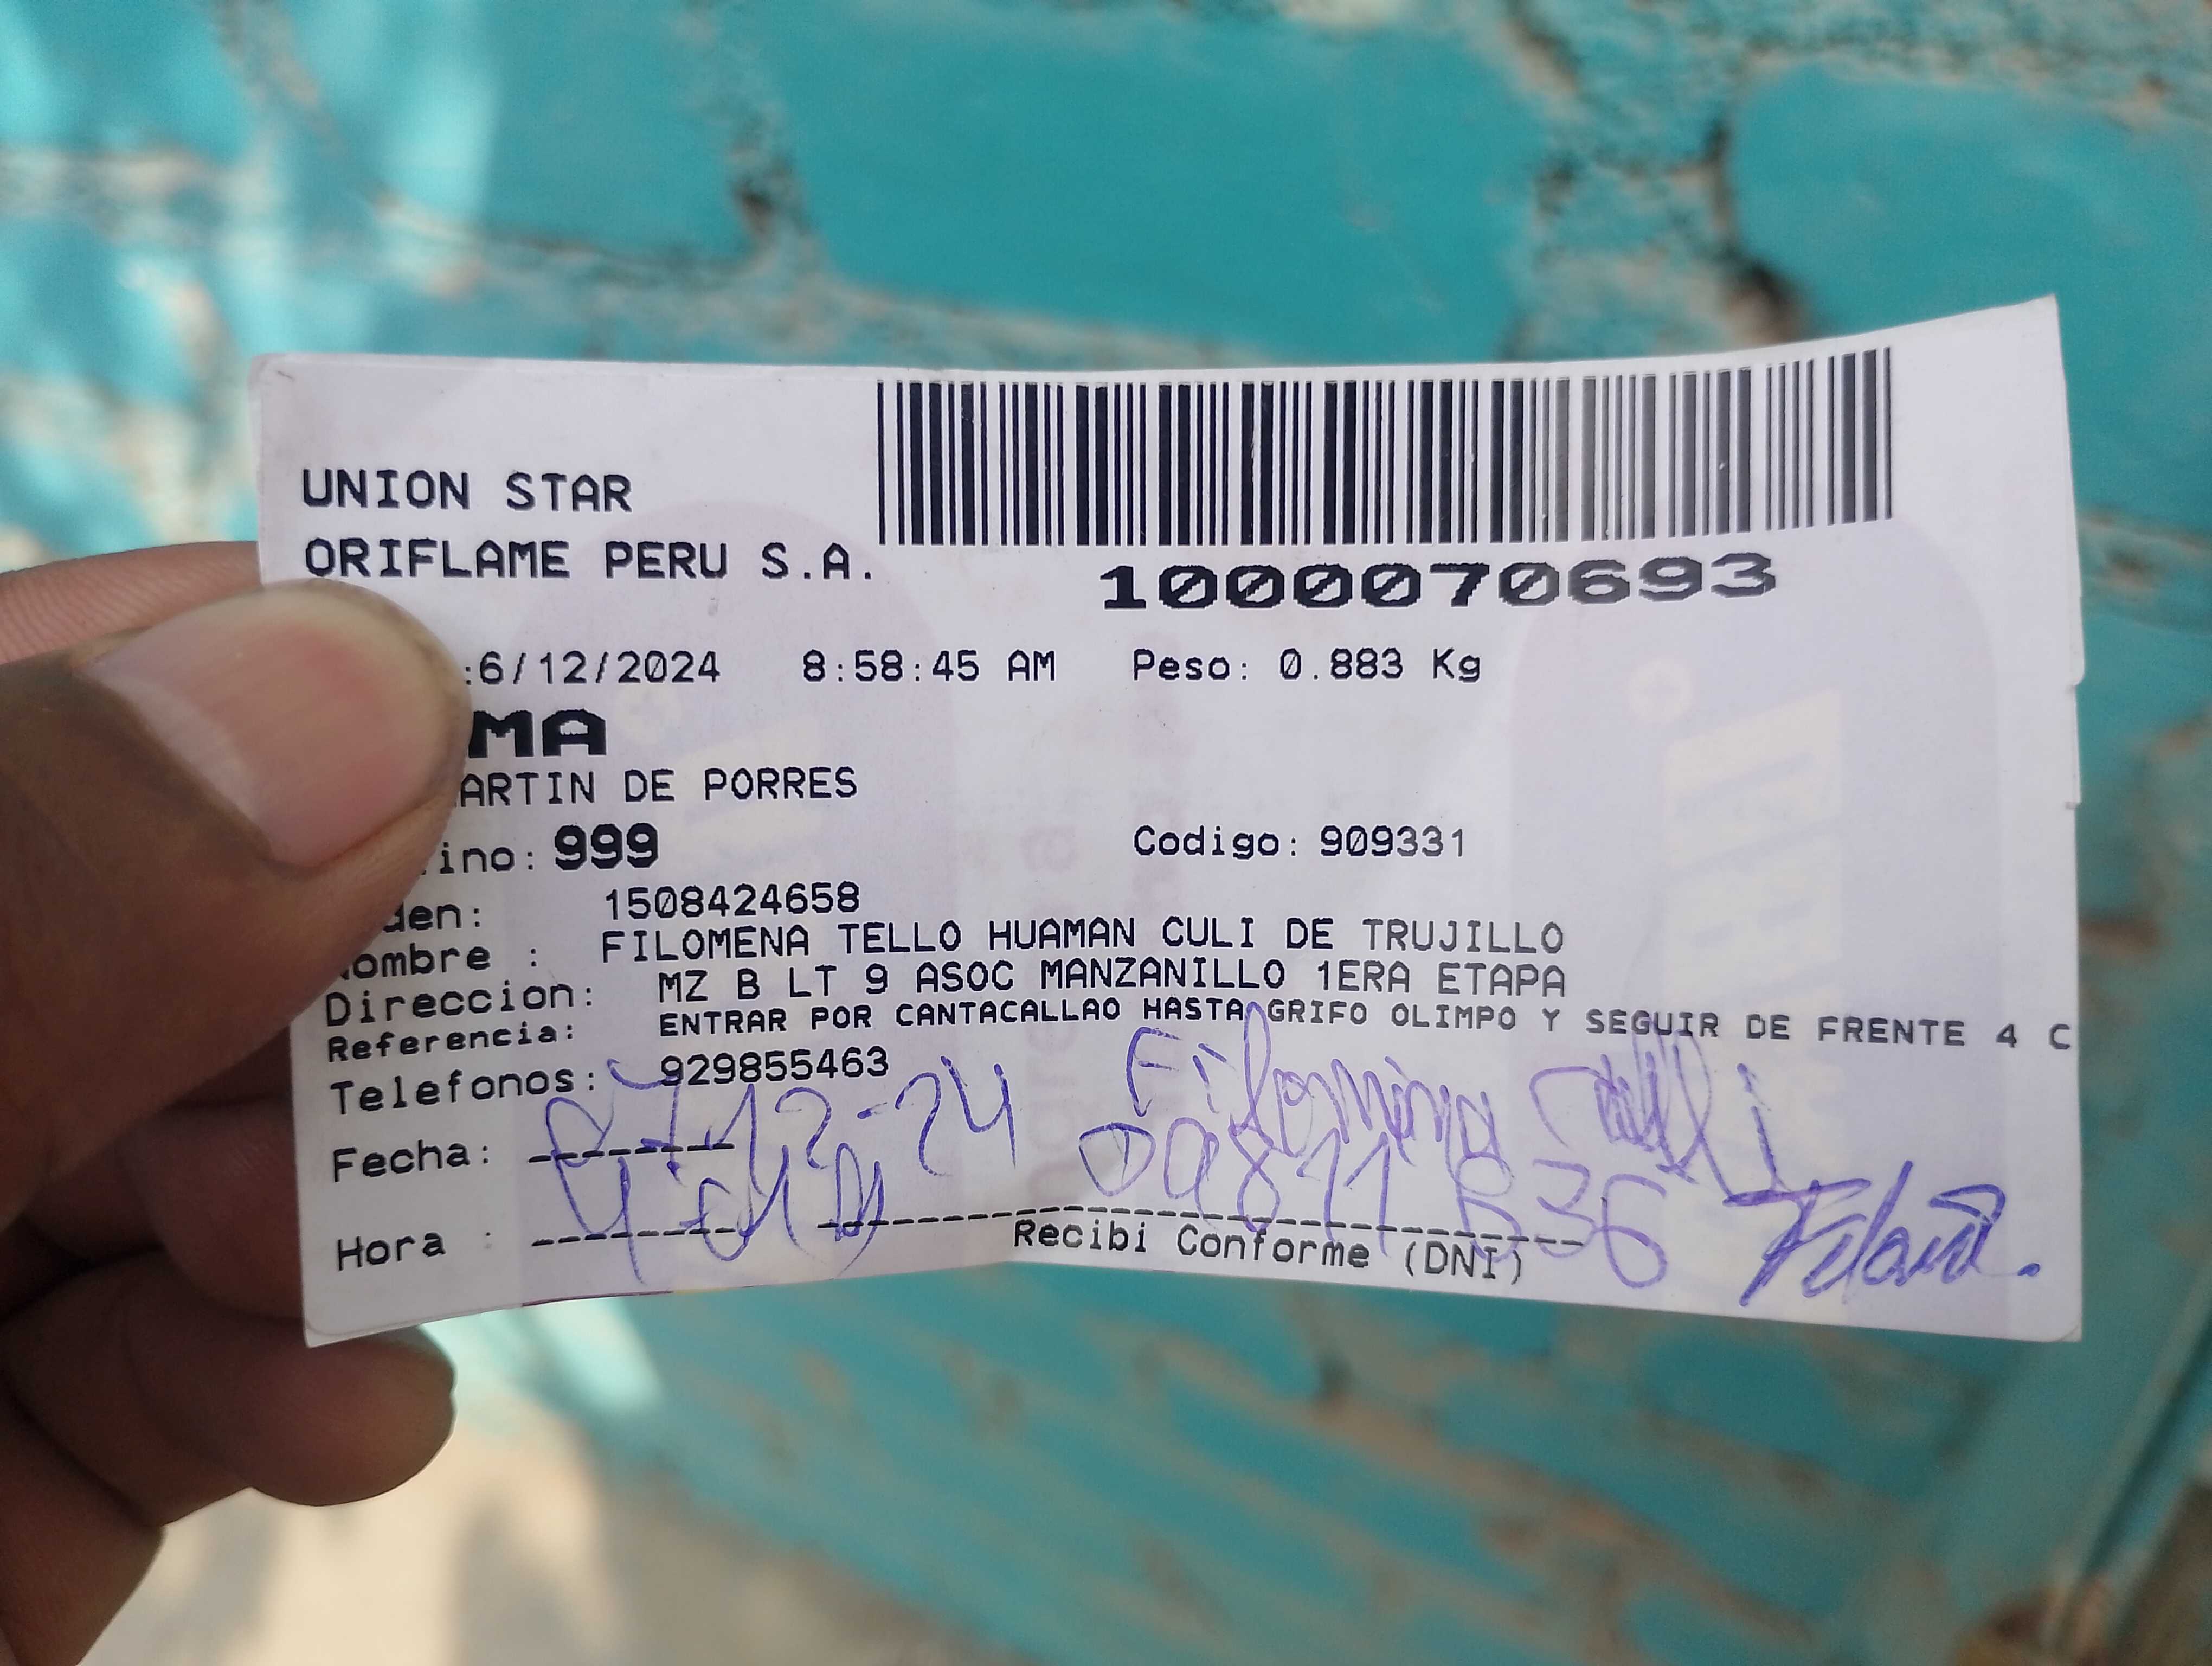 UNION STAR
ORIFLAME PERU S.A.
1000070693
:6/12/2024 8:58:45 AM Peso: 0.883 Kg
MA
ARTIN DE PORRES
ino: 999 Codigo: 909331
den: 1508424658
ombre : FILOMENA TELLO HUAMAN CULI DE TRUJILLO
Direccion: MZ B LT 9 ASOC MANZANILLO 1ERA ETAPA
Referencia: ENTRAR POR CANTACALLAO HASTA GRIFO OLIMPO Y SEGUIR DE FRENTE 4 C
Telefonos: 929855463
Fecha: 07-12-24
Hora :
Recibi Conforme (DNI)